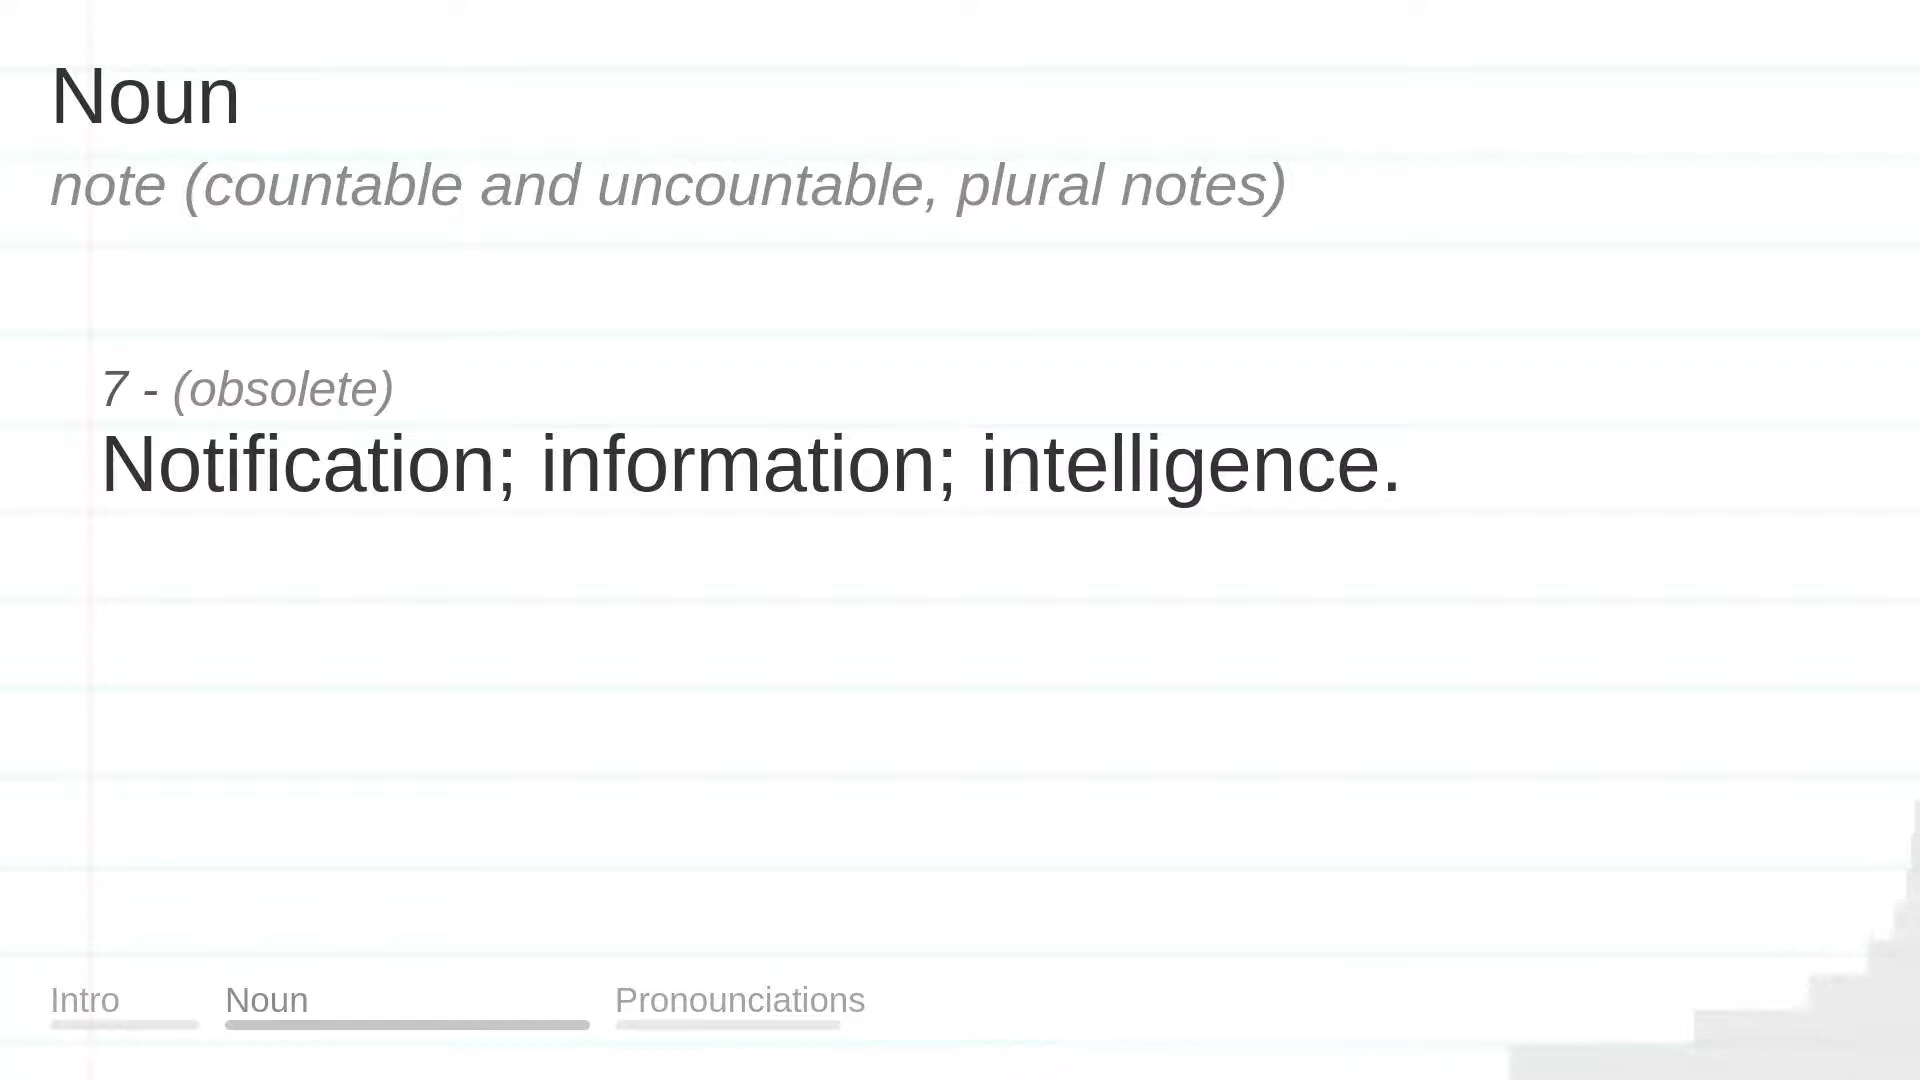 Noun
note (countable and uncountable, plural notes)
7 - (obsolete)
Notification; information; intelligence.
Intro Noun Pronounciations